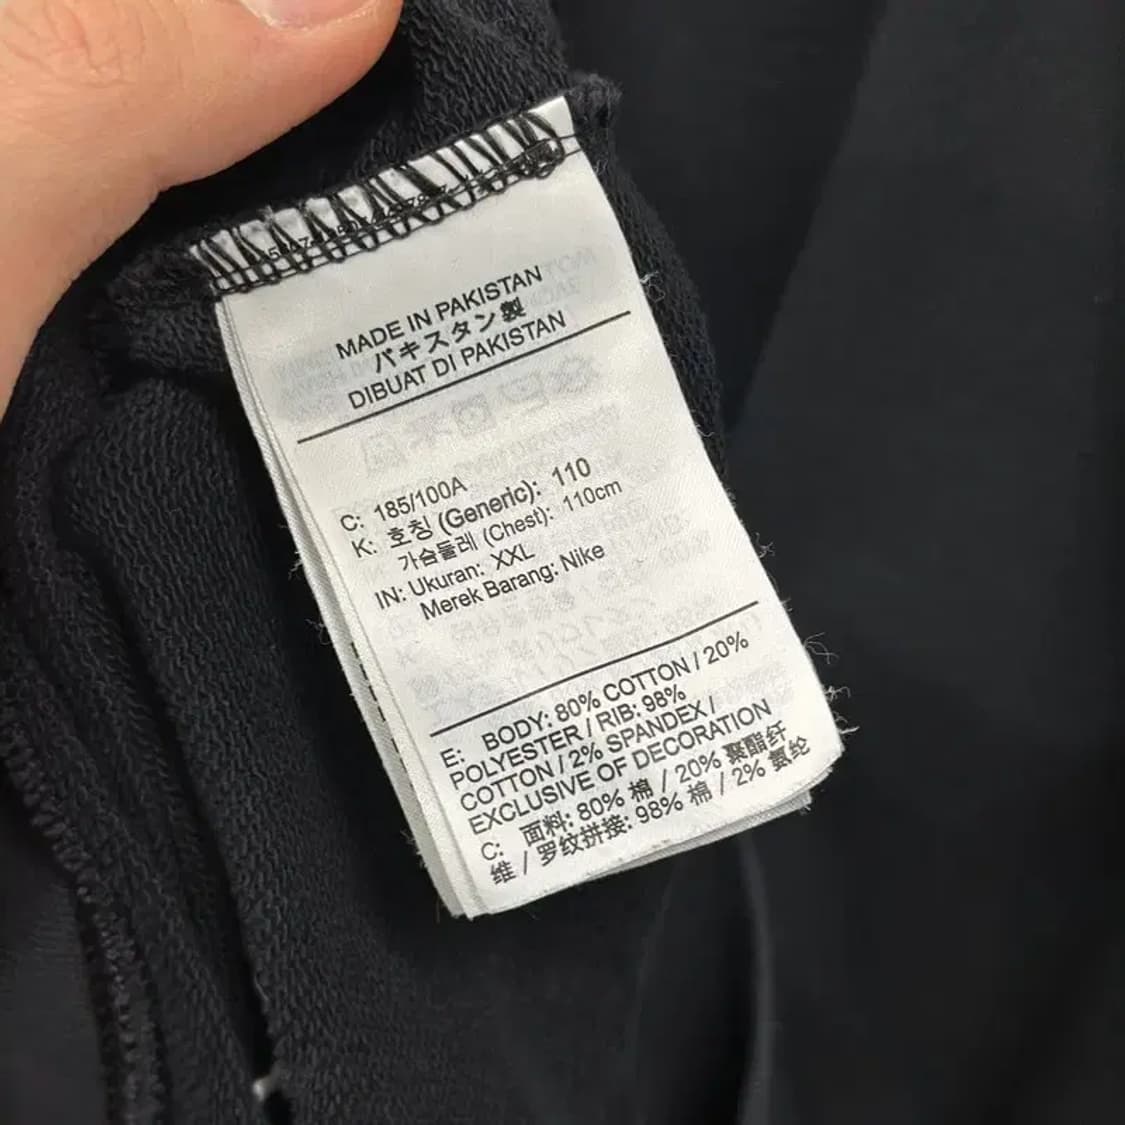 MADE IN PAKISTAN
パキスタン製
DIBUAT DI PAKISTAN
C: 185/100A
K: 호칭 (Generic): 110
가슴둘레 (Chest): 110cm
IN: Ukuran: XXL
Merek Barang: Nike
E: BODY: 80% COTTON / 20%
POLYESTER / RIB: 98%
COTTON / 2% SPANDEX /
EXCLUSIVE OF DECORATION
C: 面料: 80% 棉 / 20% 聚酯纤
维 / 罗纹拼接: 98% 棉 / 2% 氨纶